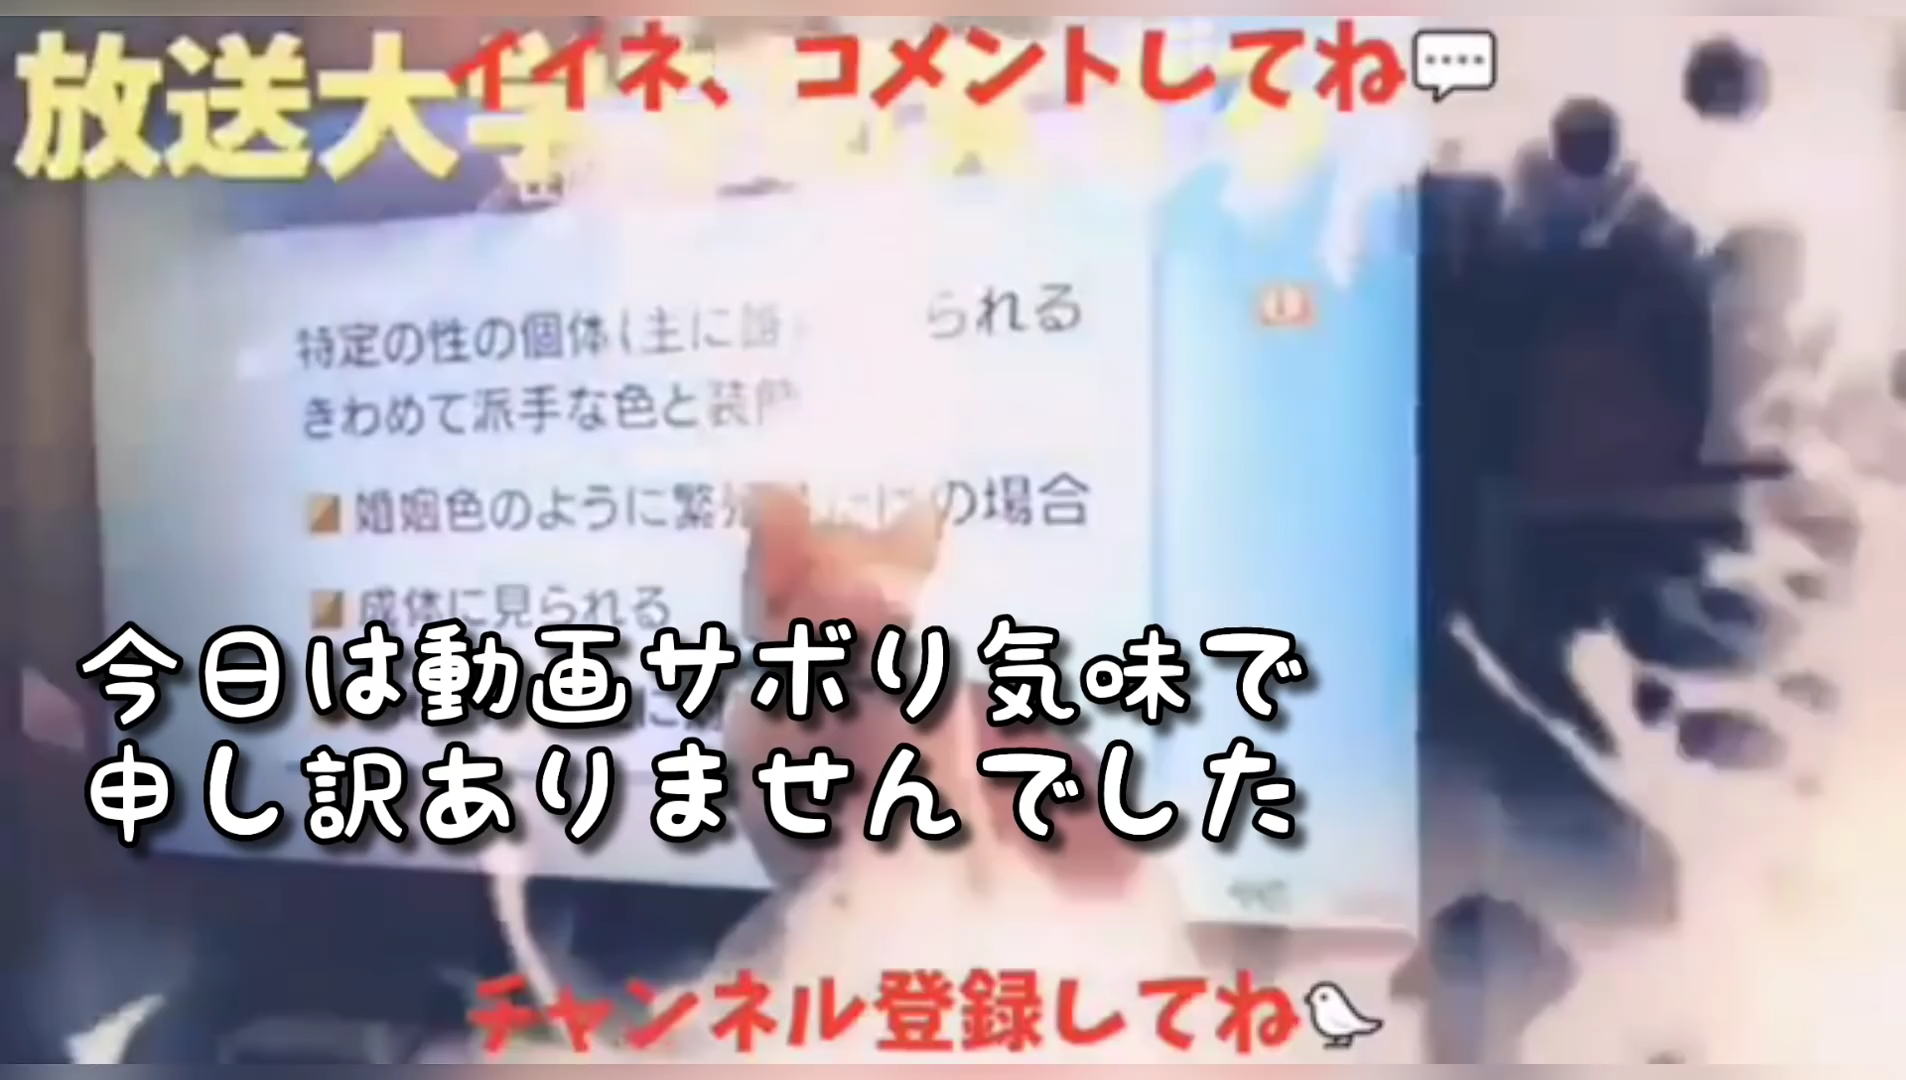 放送大学
イイネ、コメントしてね
特定の性の個体(主に られる
きわめて派手な色と装
婚姻色のように繁 の場合
成体に見られる
今日は動画サボり気味で
申し訳ありませんでした
チャンネル登録してね